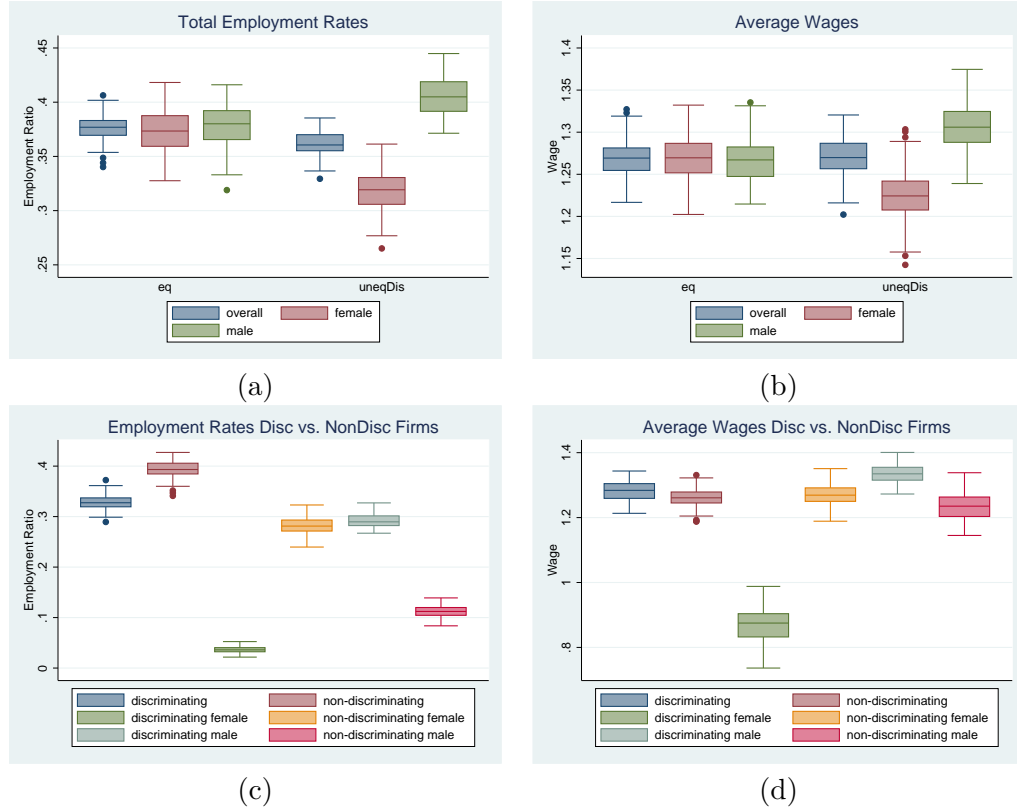 Total Employment Rates
Employment Ratio
.45
.4
.35
.3
.25
eq
uneqDis
overall
female
male
(a)
Average Wages
Wage
1.4
1.35
1.3
1.25
1.2
1.15
eq
uneqDis
overall
female
male
(b)
Employment Rates Disc vs. NonDisc Firms
Employment Ratio
.4
.3
.2
.1
0
discriminating
non-discriminating
discriminating female
non-discriminating female
discriminating male
non-discriminating male
(c)
Average Wages Disc vs. NonDisc Firms
Wage
1.4
1.2
1
.8
discriminating
non-discriminating
discriminating female
non-discriminating female
discriminating male
non-discriminating male
(d)